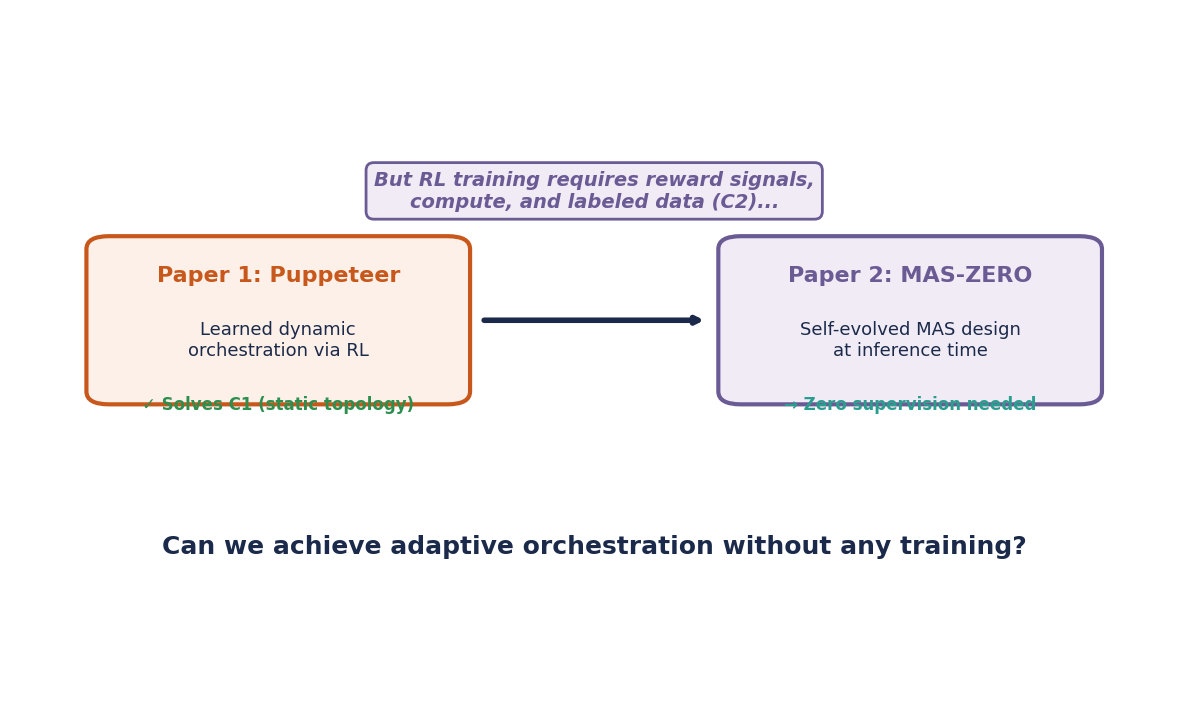 But RL training requires reward signals,
compute, and labeled data (C2)...
Paper 1: Puppeteer
Learned dynamic
orchestration via RL
✓ Solves C1 (static topology)
Paper 2: MAS-ZERO
Self-evolved MAS design
at inference time
→ Zero supervision needed
Can we achieve adaptive orchestration without any training?